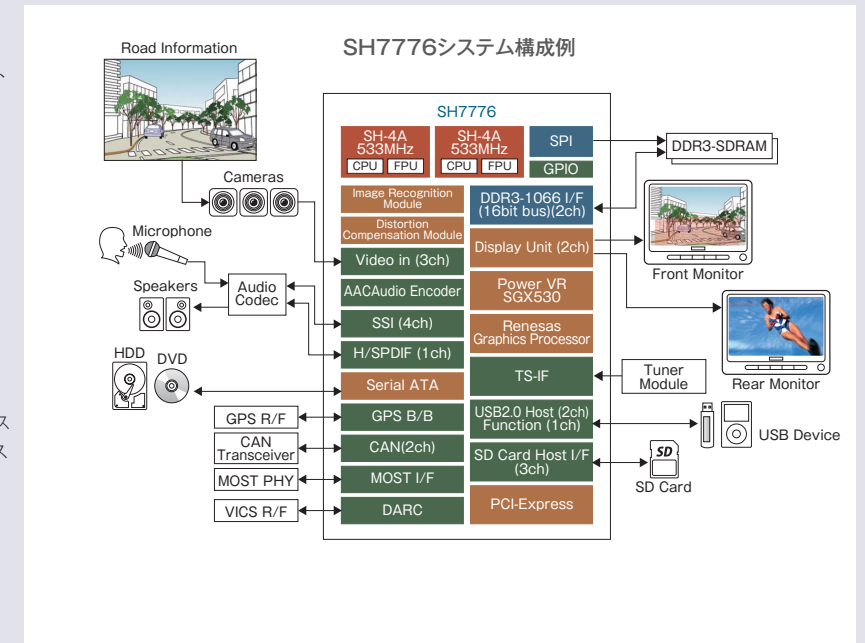 SH7776システム構成例
Road Information
Cameras
Microphone
Speakers
Audio
Codec
HDD
DVD
GPS R/F
CAN
Transceiver
MOST PHY
VICS R/F
SH7776
SH-4A
533MHz
CPU
FPU
SH-4A
533MHz
CPU
FPU
SPI
GPIO
Image Recognition
Module
Distortion
Compensation Module
Video in (3ch)
AACAudio Encoder
SSI (4ch)
H/SPDIF (1ch)
Serial ATA
GPS B/B
CAN(2ch)
MOST I/F
DARC
DDR3-1066 I/F
(16bit bus)(2ch)
Display Unit (2ch)
Power VR
SGX530
Renesas
Graphics Processor
TS-IF
USB2.0 Host (2ch)
Function (1ch)
SD Card Host I/F
(3ch)
PCI-Express
DDR3-SDRAM
Front Monitor
Rear Monitor
Tuner
Module
USB Device
SD
SD Card
ト
ス
ス